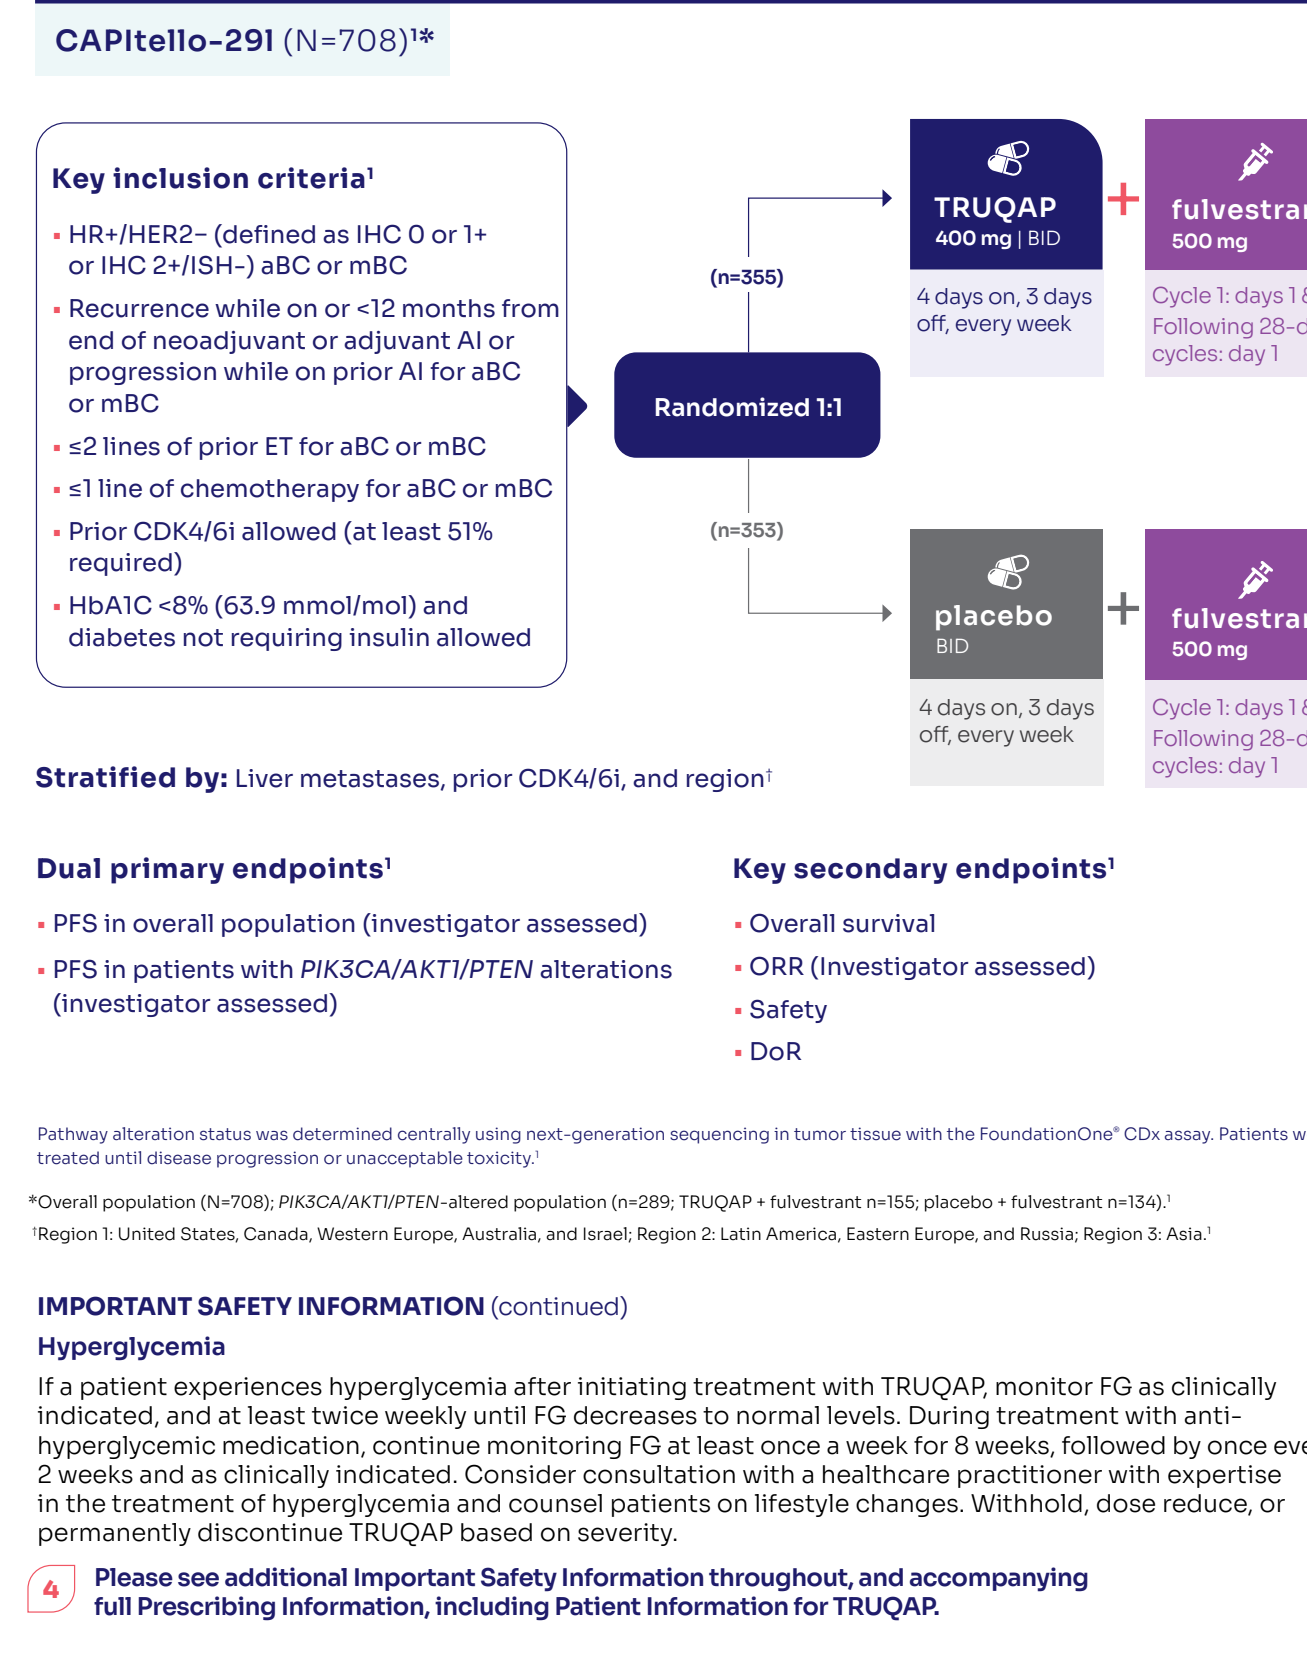 CAPItello-291 (N=708)¹*
Key inclusion criteria¹
▪ HR+/HER2− (defined as IHC 0 or 1+
or IHC 2+/ISH-) aBC or mBC
▪ Recurrence while on or <12 months from
end of neoadjuvant or adjuvant AI or
progression while on prior AI for aBC
or mBC
▪ ≤2 lines of prior ET for aBC or mBC
▪ ≤1 line of chemotherapy for aBC or mBC
▪ Prior CDK4/6i allowed (at least 51%
required)
▪ HbA1C <8% (63.9 mmol/mol) and
diabetes not requiring insulin allowed
(n=355)
Randomized 1:1
(n=353)
TRUQAP
400 mg | BID
4 days on, 3 days
off, every week
+
500 mg
Cycle 1: days 1
Following
cycles: day 1
placebo
BID
4 days on, 3 days
off, every week
+
500 mg
Cycle 1: days 1
Following
cycles: day 1
Stratified by: Liver metastases, prior CDK4/6i, and region†
Dual primary endpoints¹
▪ PFS in overall population (investigator assessed)
▪ PFS in patients with PIK3CA/AKT1/PTEN alterations
(investigator assessed)
Key secondary endpoints¹
▪ Overall survival
▪ ORR (Investigator assessed)
▪ Safety
▪ DoR
Pathway alteration status was determined centrally using next-generation sequencing in tumor tissue with the FoundationOne® CDx assay. Patients
treated until disease progression or unacceptable toxicity.¹
*Overall population (N=708); PIK3CA/AKT1/PTEN-altered population (n=289; TRUQAP + fulvestrant n=155; placebo + fulvestrant n=134).¹
†Region 1: United States, Canada, Western Europe, Australia, and Israel; Region 2: Latin America, Eastern Europe, and Russia; Region 3: Asia.¹
IMPORTANT SAFETY INFORMATION (continued)
Hyperglycemia
If a patient experiences hyperglycemia after initiating treatment with TRUQAP, monitor FG as clinically
indicated, and at least twice weekly until FG decreases to normal levels. During treatment with anti-
hyperglycemic medication, continue monitoring FG at least once a week for 8 weeks, followed by once
2 weeks and as clinically indicated. Consider consultation with a healthcare practitioner with expertise
in the treatment of hyperglycemia and counsel patients on lifestyle changes. Withhold, dose reduce, or
permanently discontinue TRUQAP based on severity.
4
Please see additional Important Safety Information throughout, and accompanying
full Prescribing Information, including Patient Information for TRUQAP.